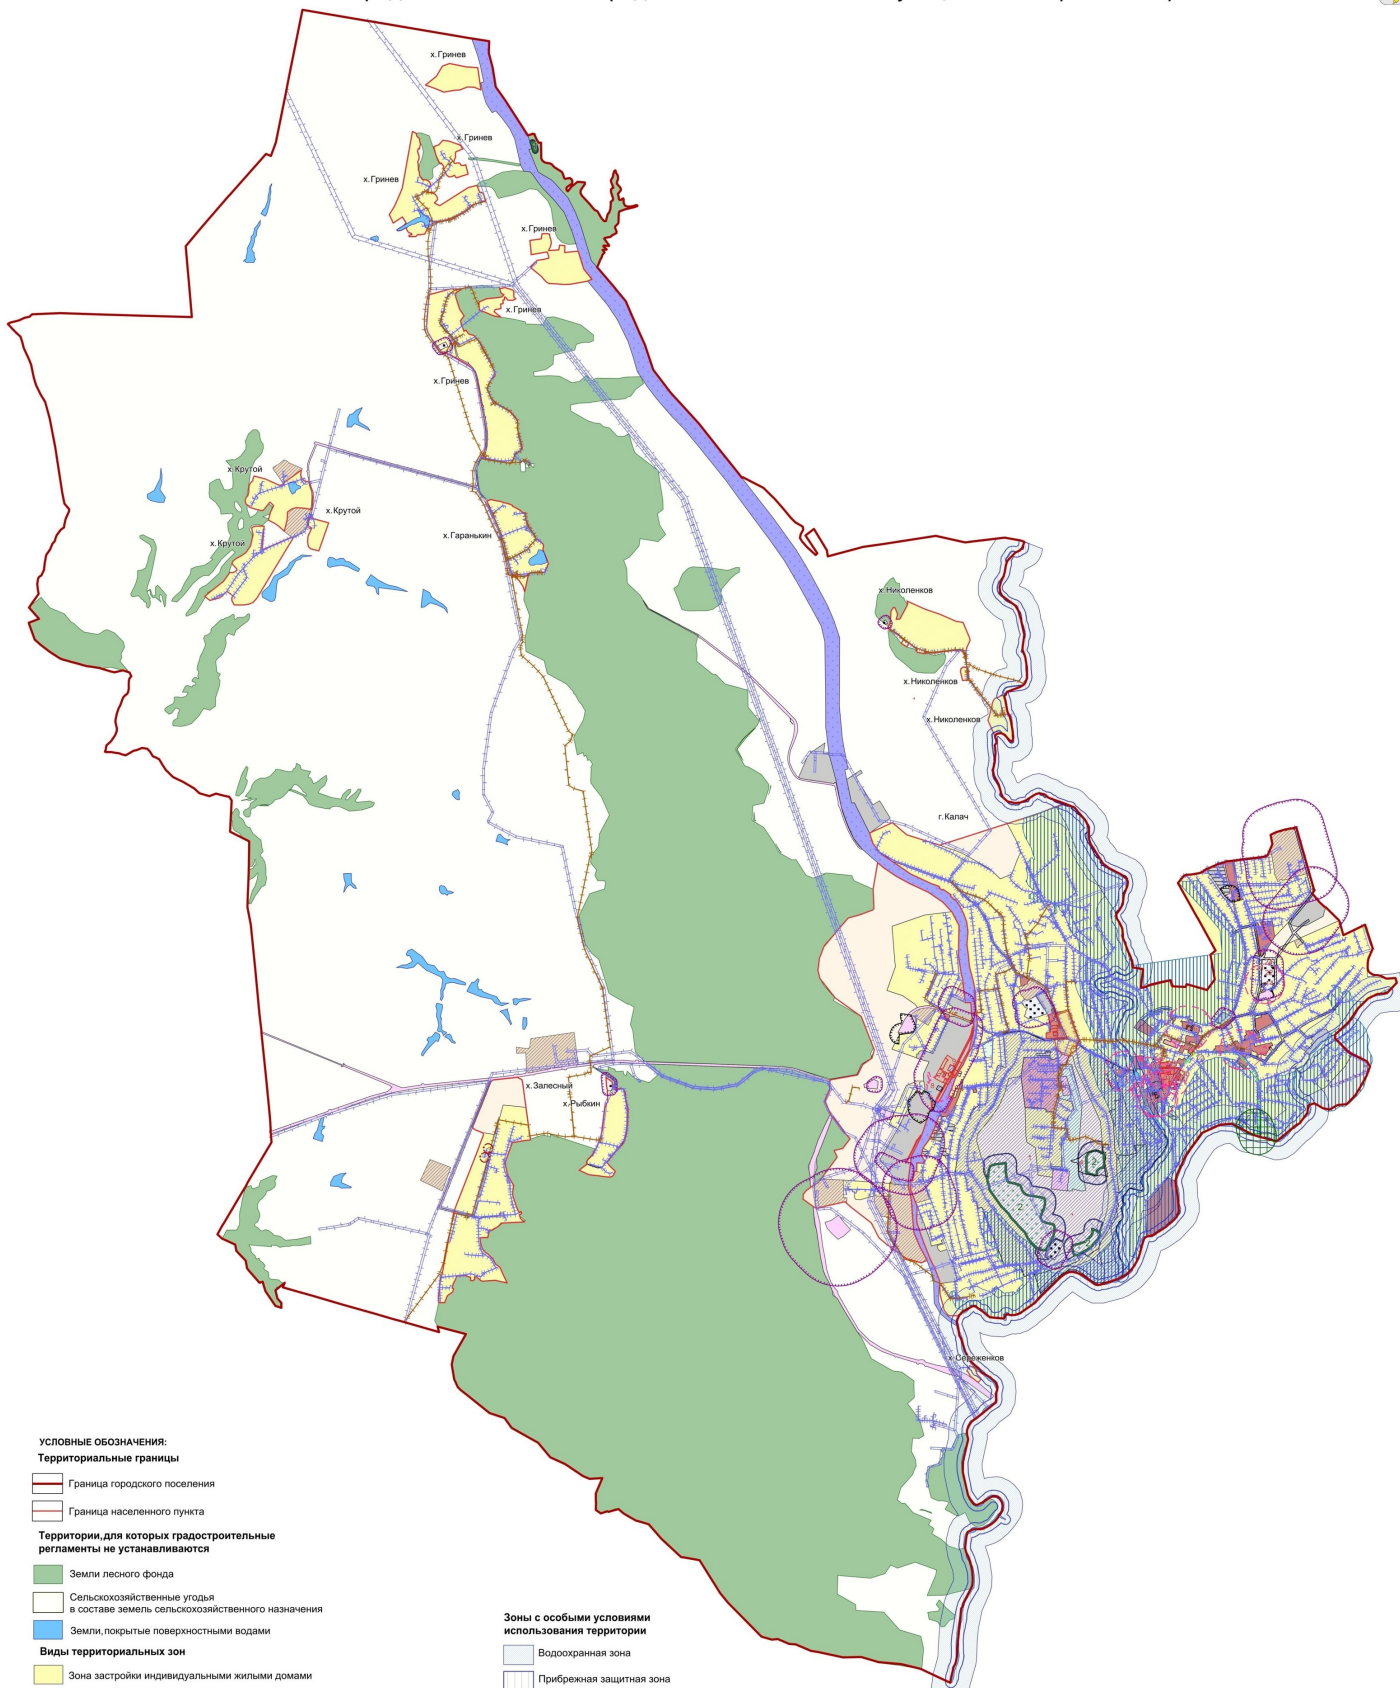 х.Гринев
х.Гринев
х.Гринев
х.Гринев
х.Гринев
х.Гринев
х.Крутой
х.Крутой
х.Гаранькин
х.Крутой
х.Николенков
х.Николенков
х.Николенков
г.Калач
х.Залесный
х.Рыбкин
2
х.Сереженков
УСЛОВНЫЕ ОБОЗНАЧЕНИЯ:
Территориальные границы
Граница городского поселения
Граница населенного пункта
Территории,для которых градостроительные
регламенты не устанавливаются
Земли лесного фонда
Сельскохозяйственные угодья
в составе земель сельскохозяйственного назначения
Земли,покрытые поверхностными водами
Виды территориальных зон
Зона застройки индивидуальными жилыми домами
Зоны с особыми условиями
использования территории
Водоохранная зона
Прибрежная защитная зона